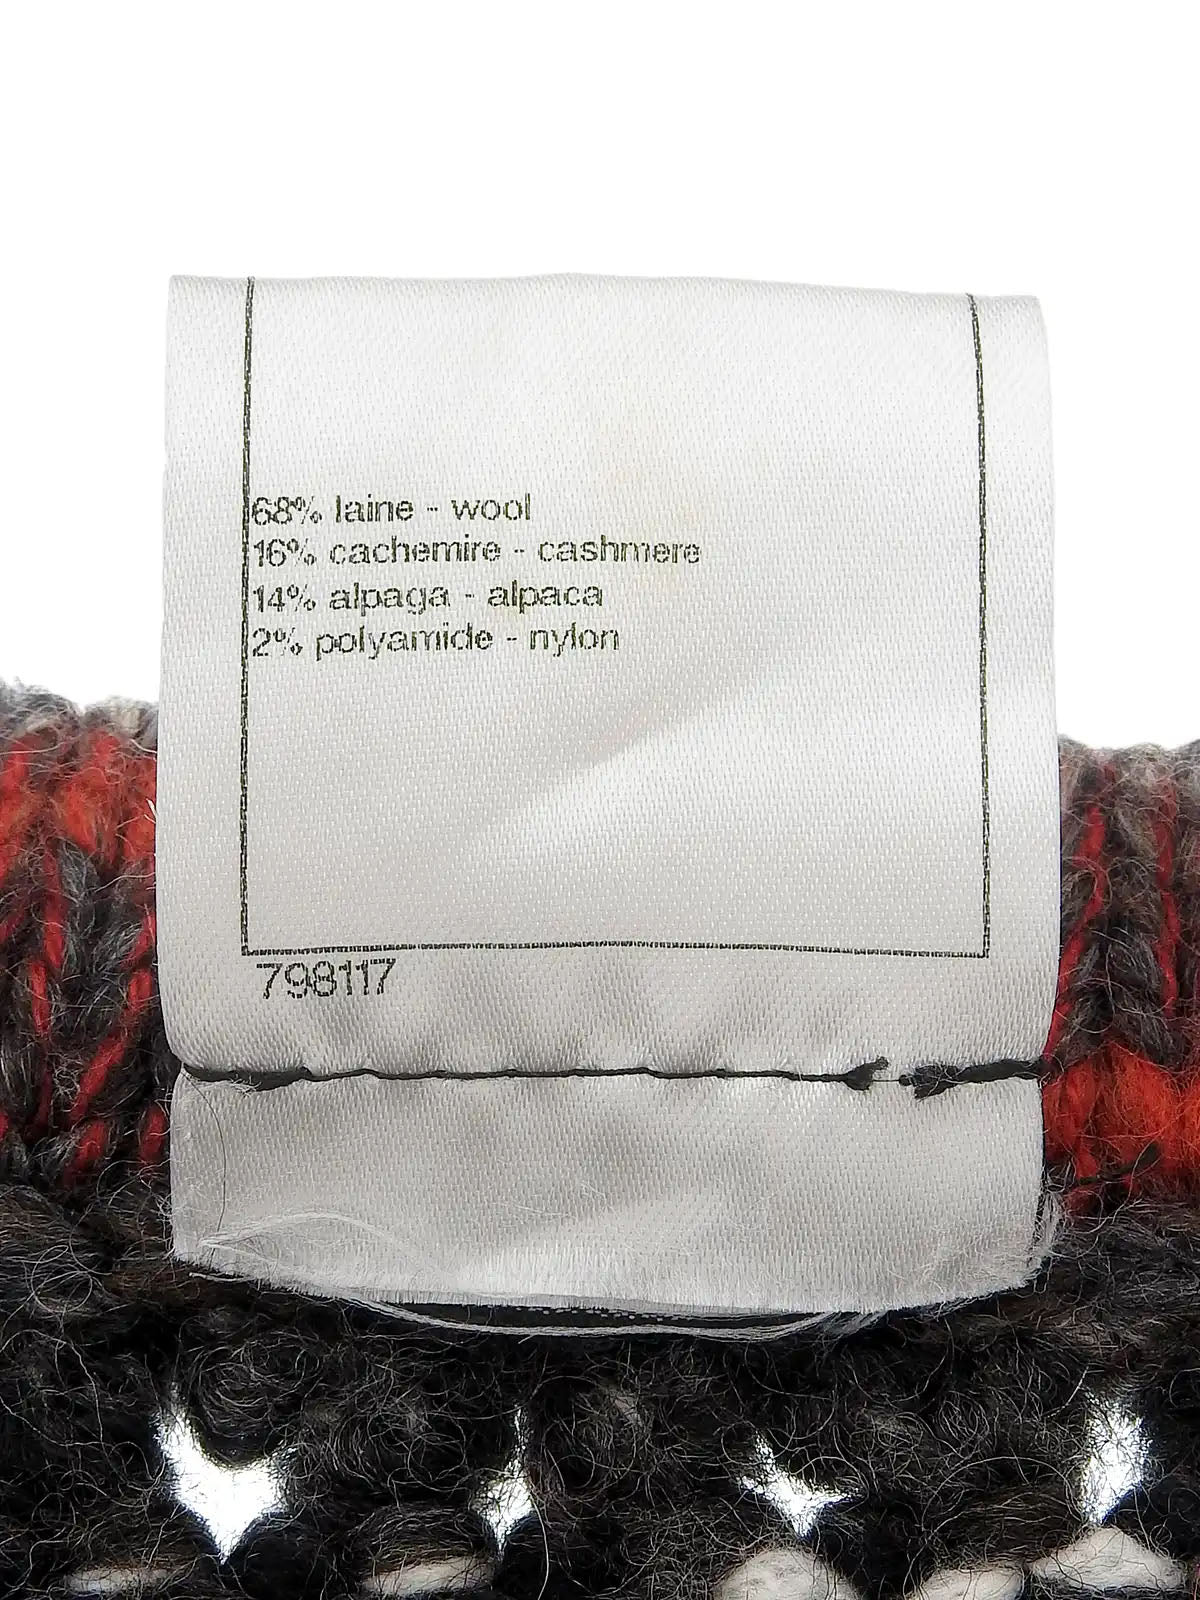 68% laine - wool
16% cachemire - cashmere
14% alpaga - alpaca
2% polyamide - nylon
798117